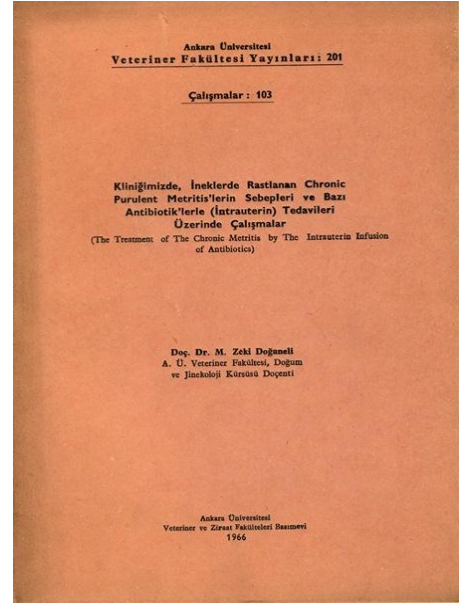 Ankara Üniversitesi
Veteriner Fakültesi Yayınları: 201
Çalışmalar : 103
Kliniğimizde, İneklerde Rastlanan Chronic
Purulent Metritis'lerin Sebepleri ve Bazı
Antibiotik'lerle (İntrauterin) Tedavileri
Üzerinde Çalışmalar
(The Treatment of The Chronic Metritis by The Intrauterin Infusion
of Antibiotics)
Doç. Dr. M. Zeki Doğaneli
A. Ü. Veteriner Fakültesi, Doğum
ve Jinekoloji Kürsüsü Doçenti
Ankara Üniversitesi
Veteriner ve Ziraat Fakülteleri Basımevi
1966